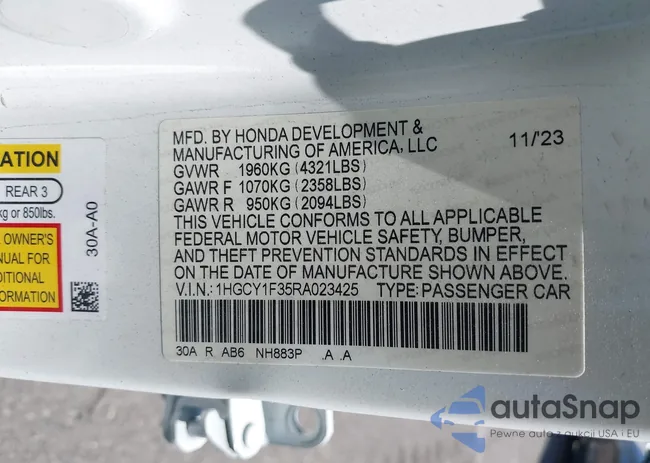 MFD. BY HONDA DEVELOPMENT & 11/'23
MANUFACTURING OF AMERICA, LLC
GVWR 1960KG (4321LBS)
GAWR F 1070KG (2358LBS)
GAWR R 950KG (2094LBS)
THIS VEHICLE CONFORMS TO ALL APPLICABLE
FEDERAL MOTOR VEHICLE SAFETY, BUMPER,
AND THEFT PREVENTION STANDARDS IN EFFECT
ON THE DATE OF MANUFACTURE SHOWN ABOVE.
V.I.N.: 1HGCY1F35RA023425 TYPE: PASSENGER CAR
30A R AB6 NH883P .A .A
ATION
REAR 3
kg or 850lbs.
OWNER'S
NUAL FOR
DITIONAL
FORMATION
30A-A0
autoSnap
Pewne auto z aukcji USA i EU